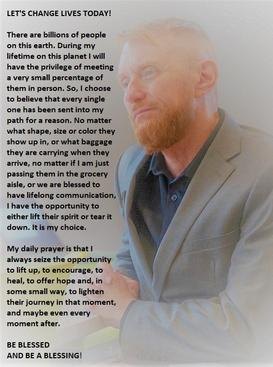 LET'S CHANGE LIVES TODAY!
There are billions of people
on this earth. During my
lifetime on this planet I will
have the privilege of meeting
a very small percentage of
them in person. So, I choose
to believe that every single
one has been sent into my
path for a reason. No matter
what shape, size or color they
show up in, or what baggage
they are carrying when they
arrive, no matter if I am just
passing them in the grocery
aisle, or we are blessed to
have lifelong communication,
I have the opportunity to
either lift their spirit or tear it
down. It is my choice.
My daily prayer is that I
always seize the opportunity
to lift up, to encourage, to
heal, to offer hope and, in
some small way, to lighten
their journey in that moment,
and maybe even every
moment after.
BE BLESSED
AND BE A BLESSING!